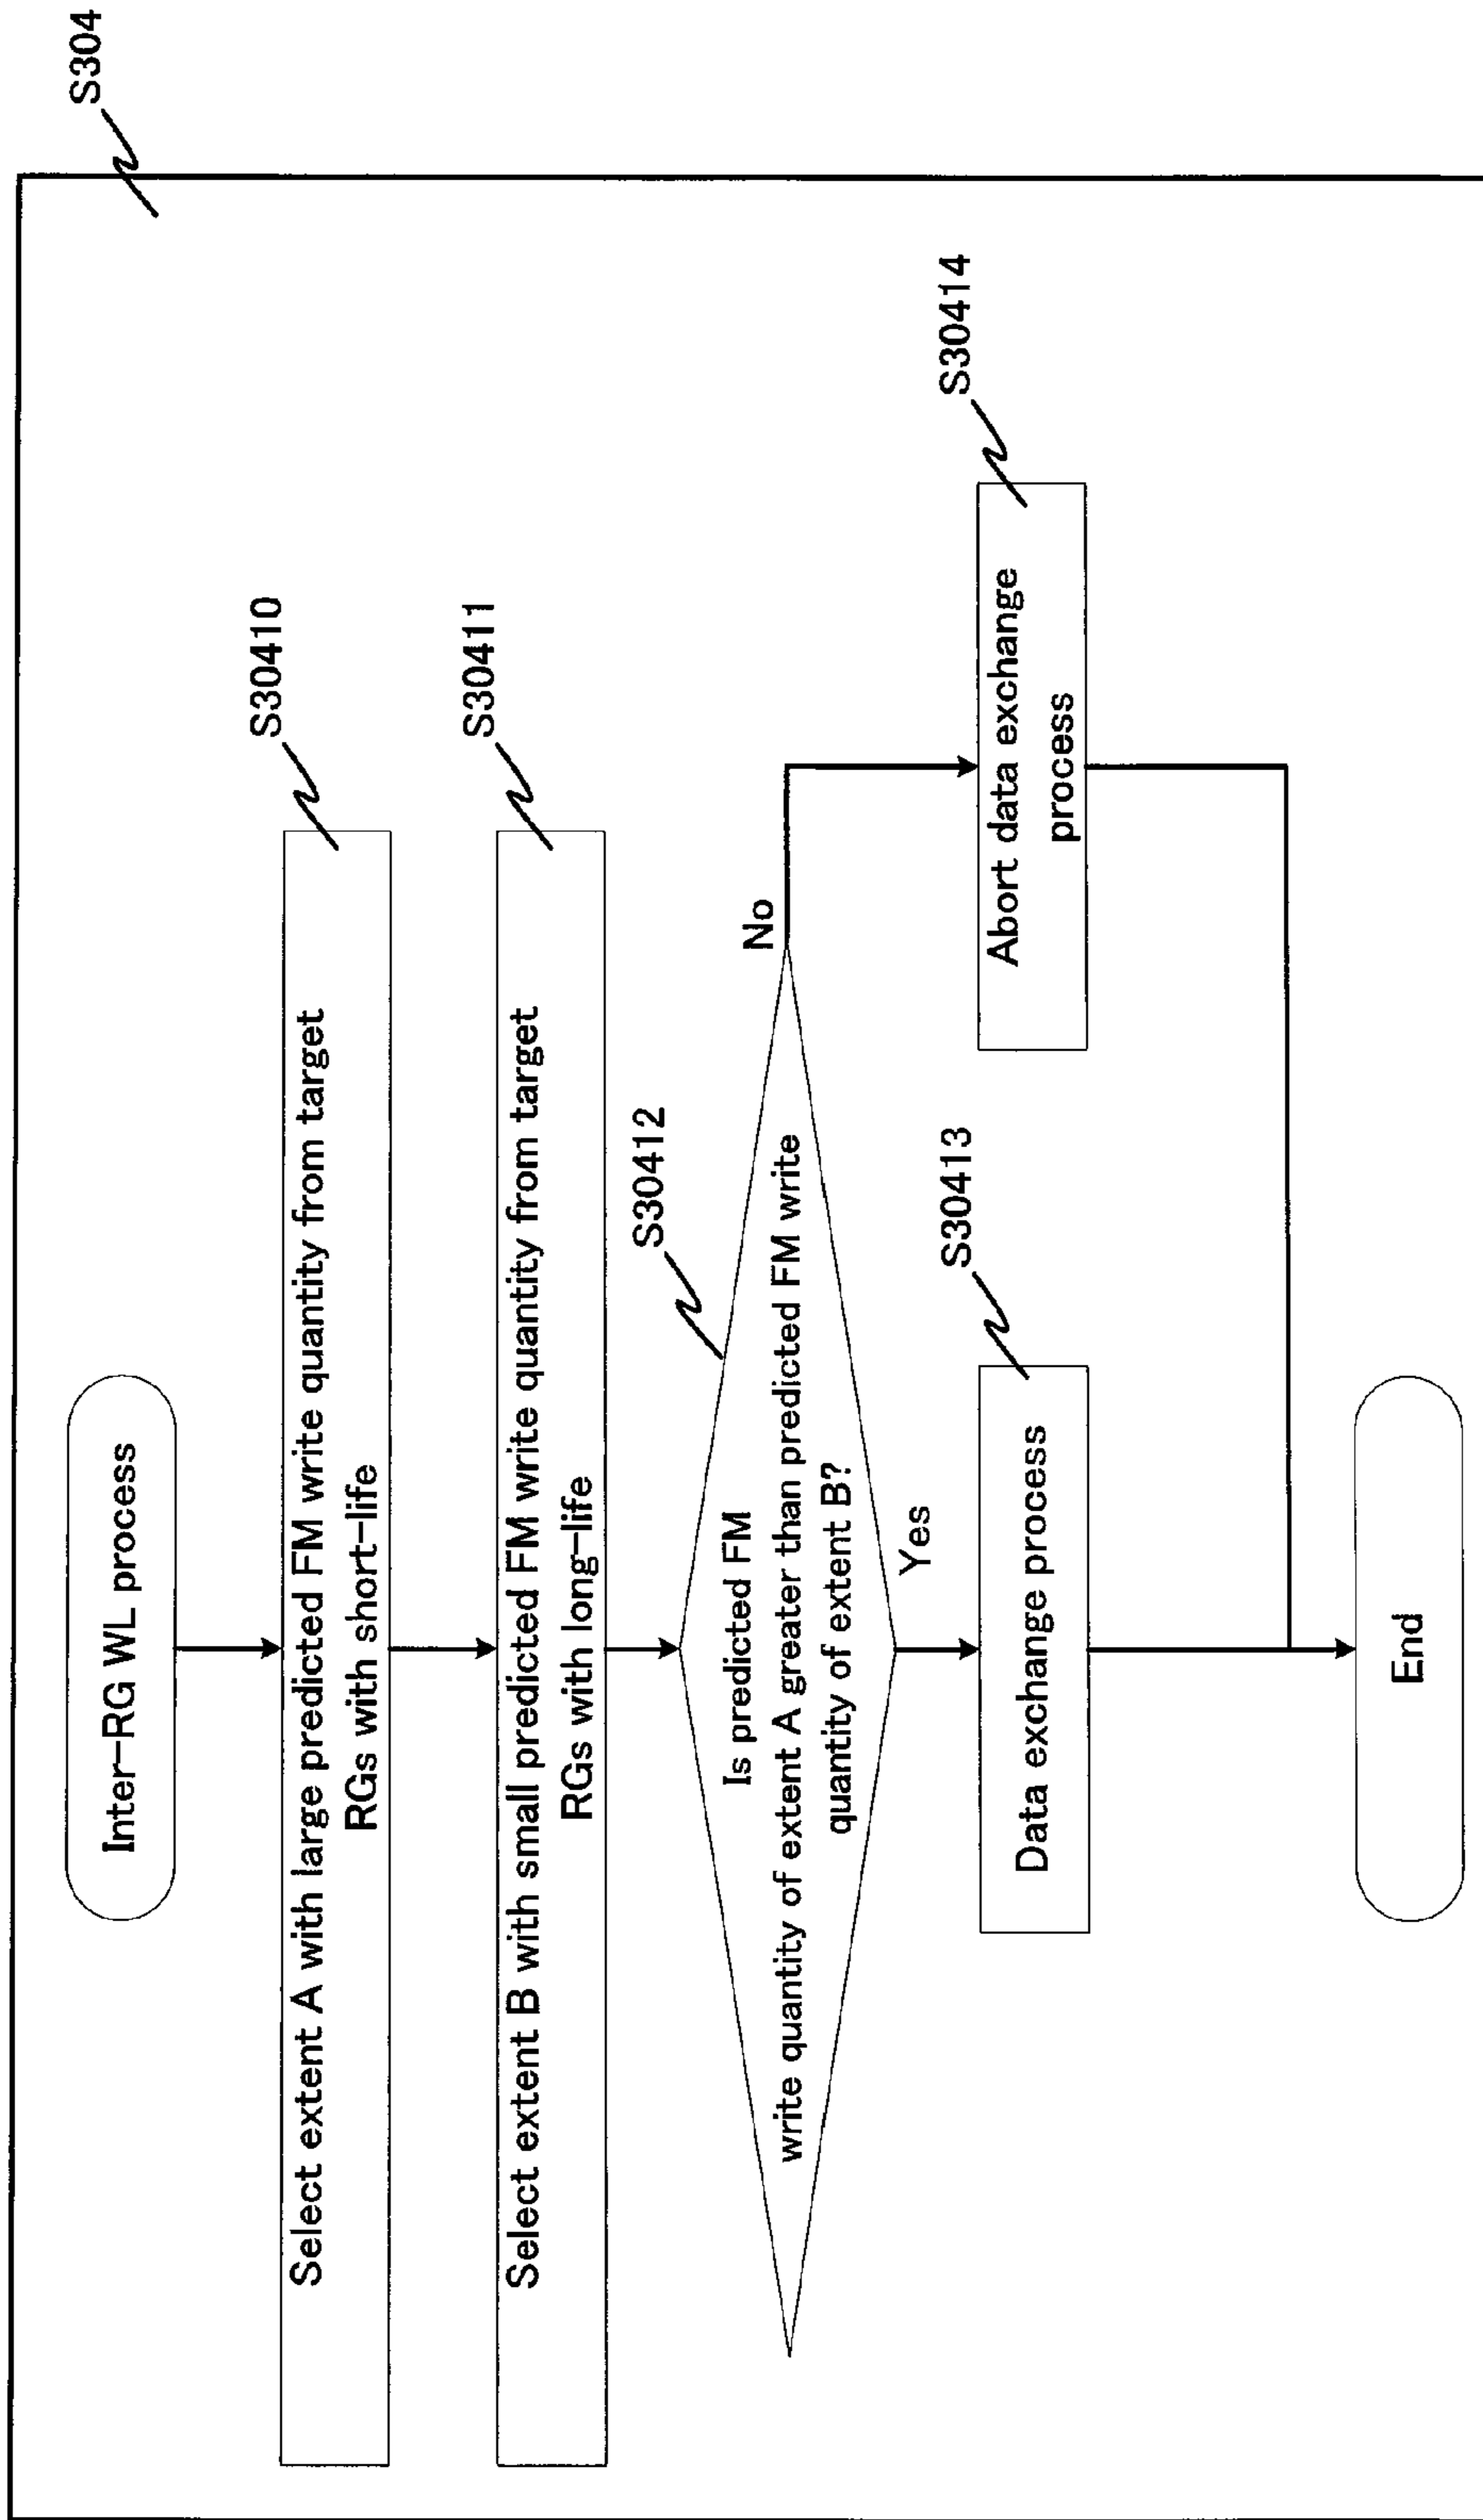 S304
Inter-RG WL process
S30410
Select extent A with large predicted FM write quantity from target
RGs with short-life
S30411
Select extent B with small predicted FM write quantity from target
RGs with long-life
S30412
Is predicted FM
write quantity of extent A greater than predicted FM write
quantity of extent B?
No
Yes
S30413
Data exchange process
S30414
Abort data exchange
process
End